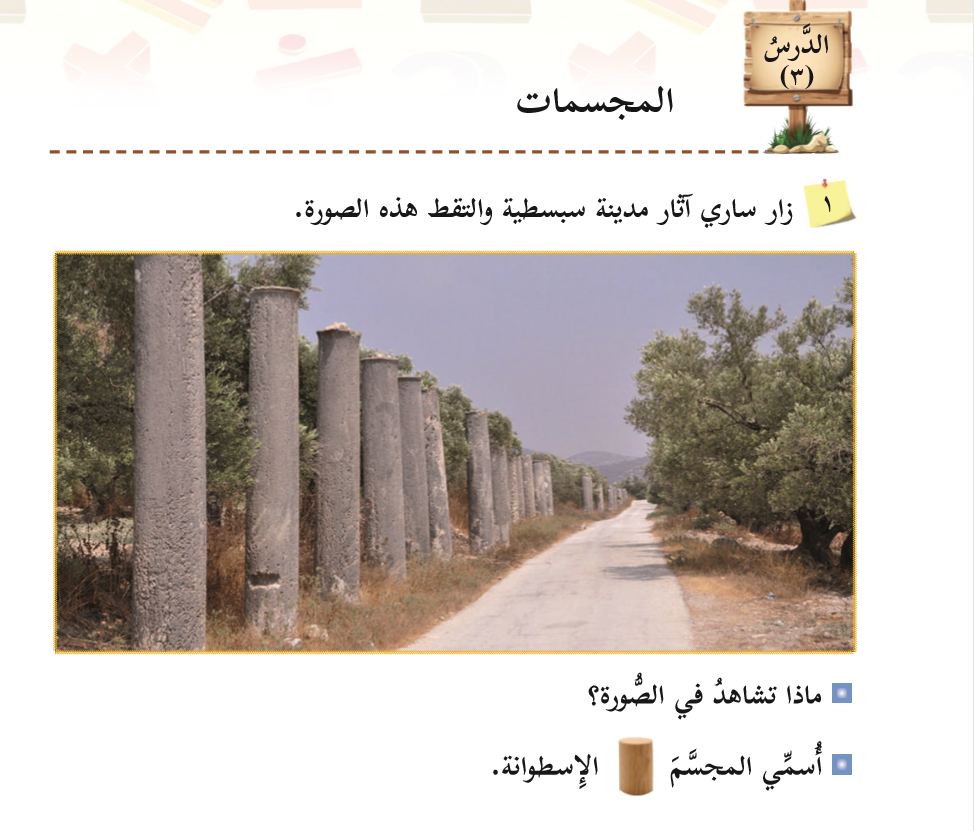 الدَّرسُ
(٣)
المجسمات
١ زار ساري آثار مدينة سبسطية والتقط هذه الصورة.
ماذا تشاهدُ في الصُّورة؟
أُسمِّي المجسَّمَ الإِسطوانة.